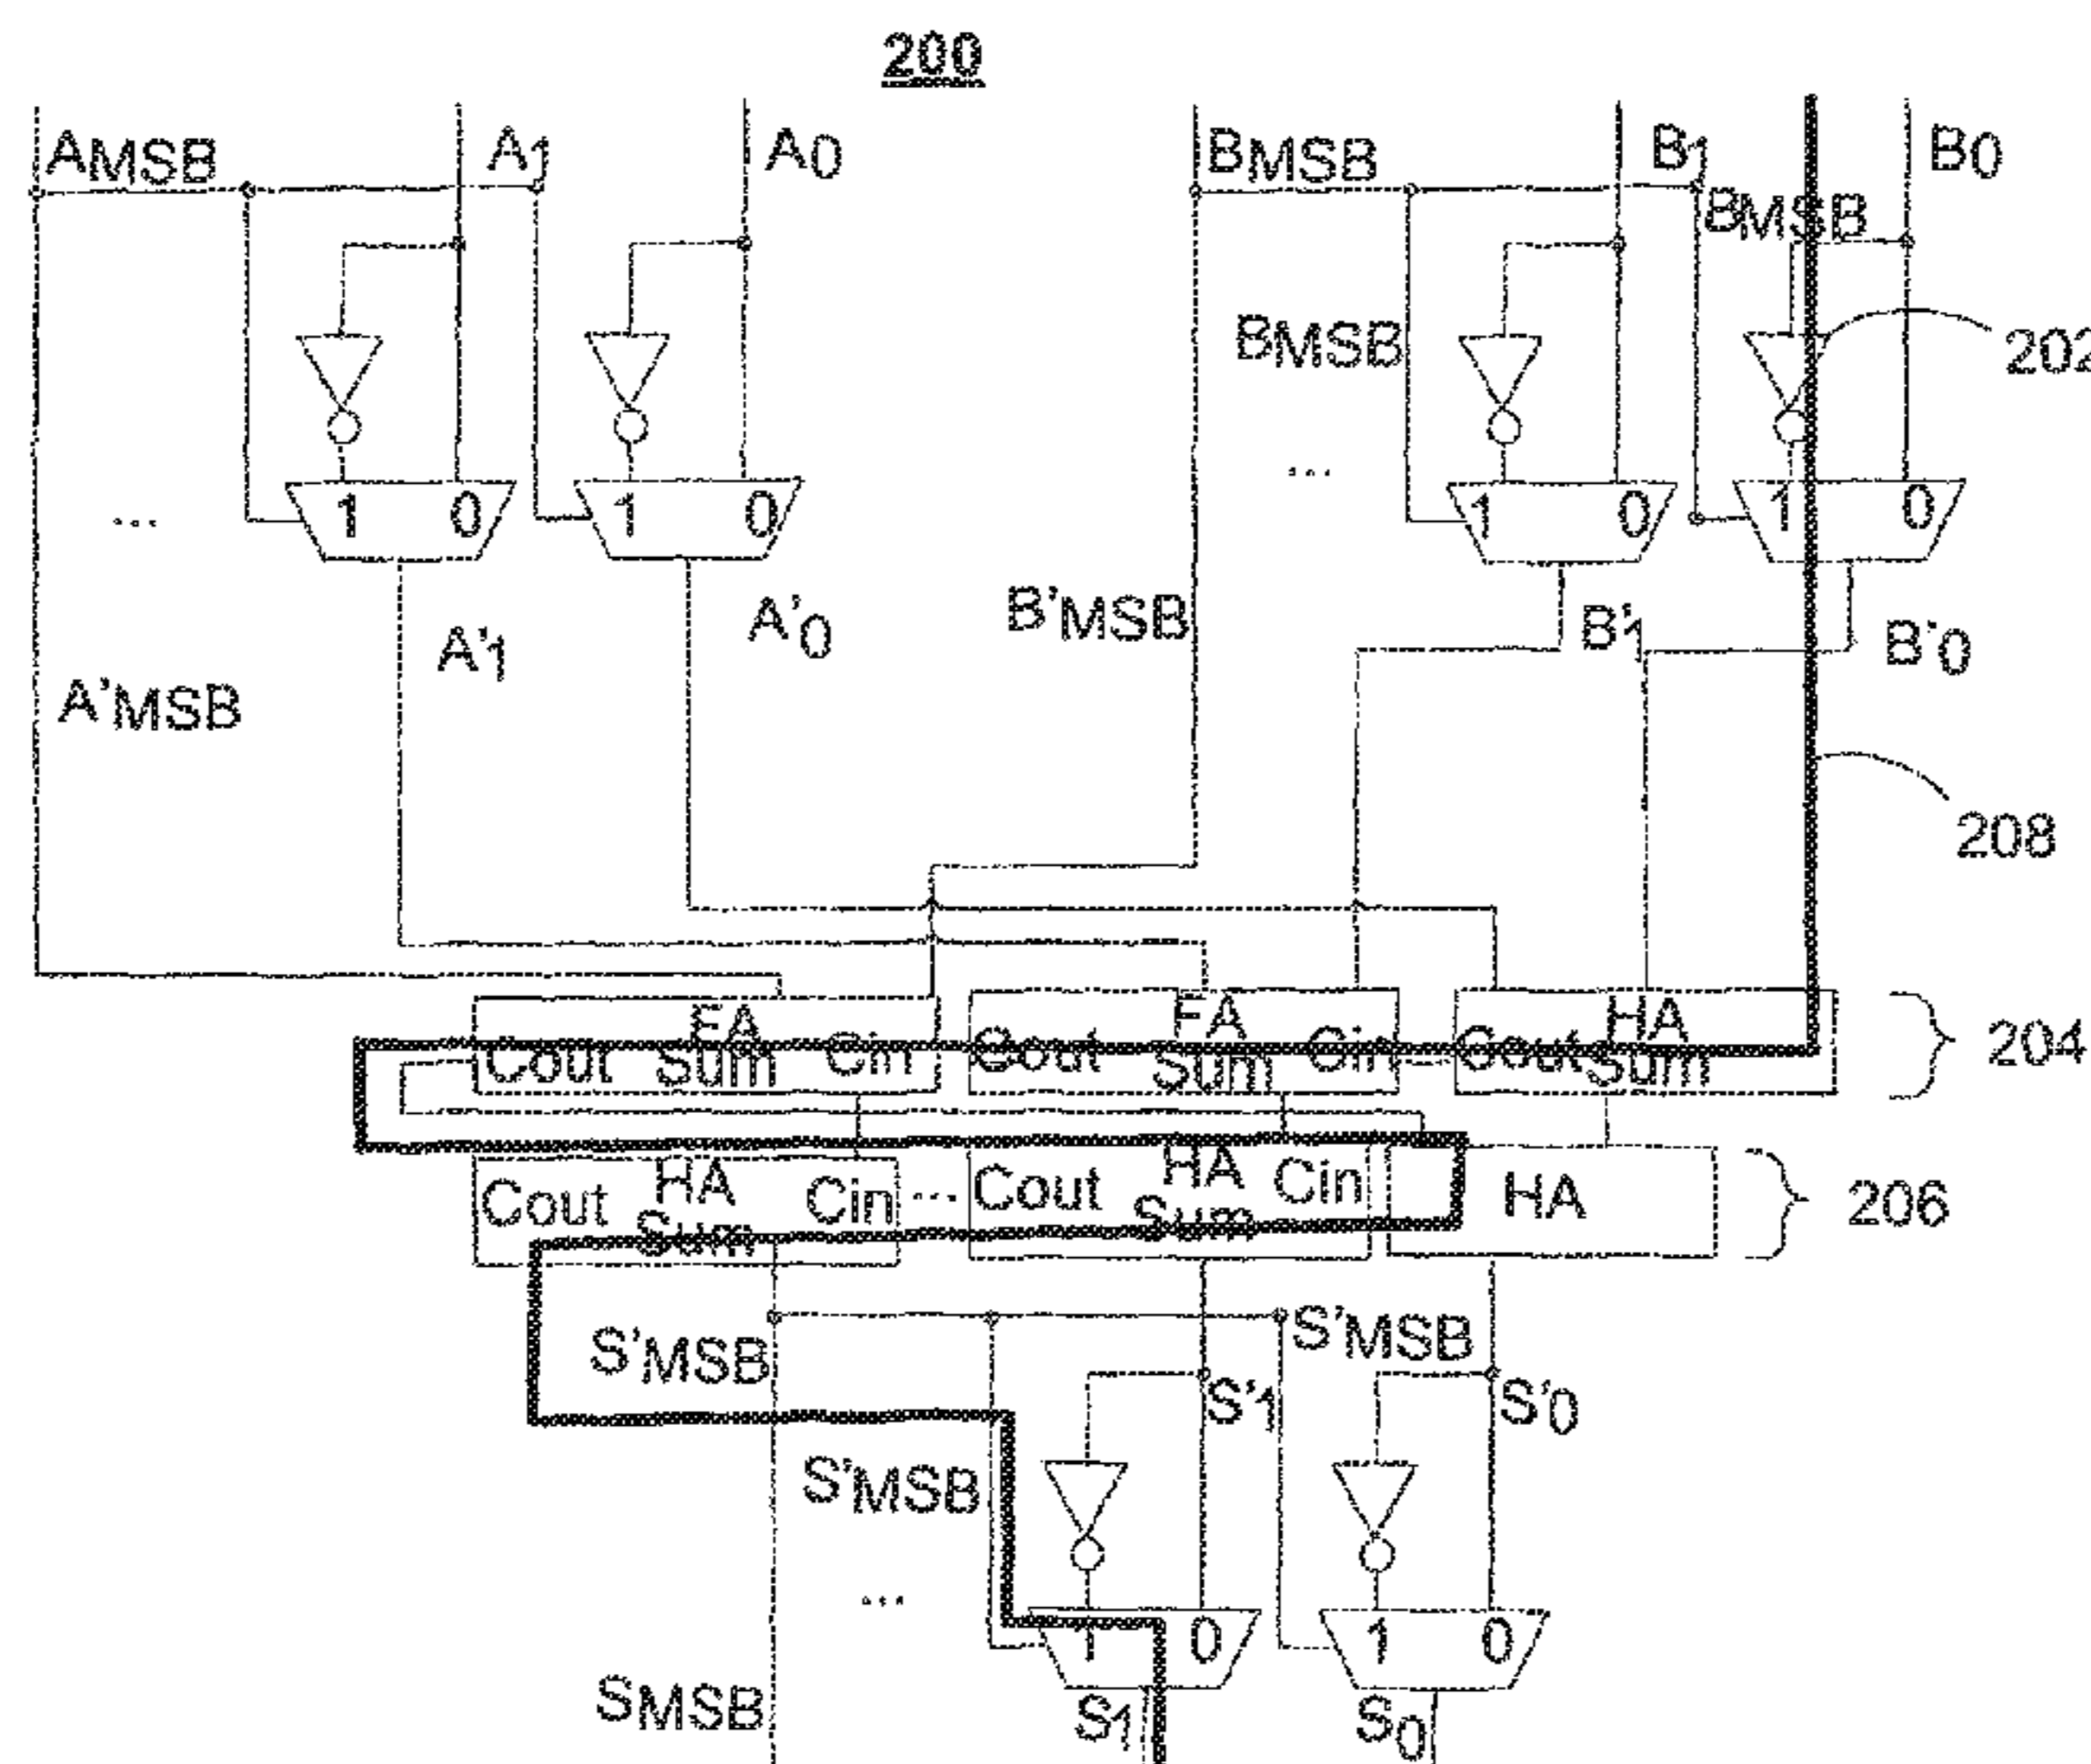 200
AMSB A1 A0 BMSB B1 B0
BMSB
BMSB 202
... ...
1 0 1 0 1 0 1 0
A'1 A'0 B'MSB B'1 B'0
A'MSB
208
FA FA HA
Cout Sum Cin Cout Sum Cin Cout Sum
204
Cout HA Sum Cin ... Cout HA Sum Cin HA
206
S'MSB S'MSB
S'1 S'0
S'MSB
...
1 0 1 0
SMSB S1 S0